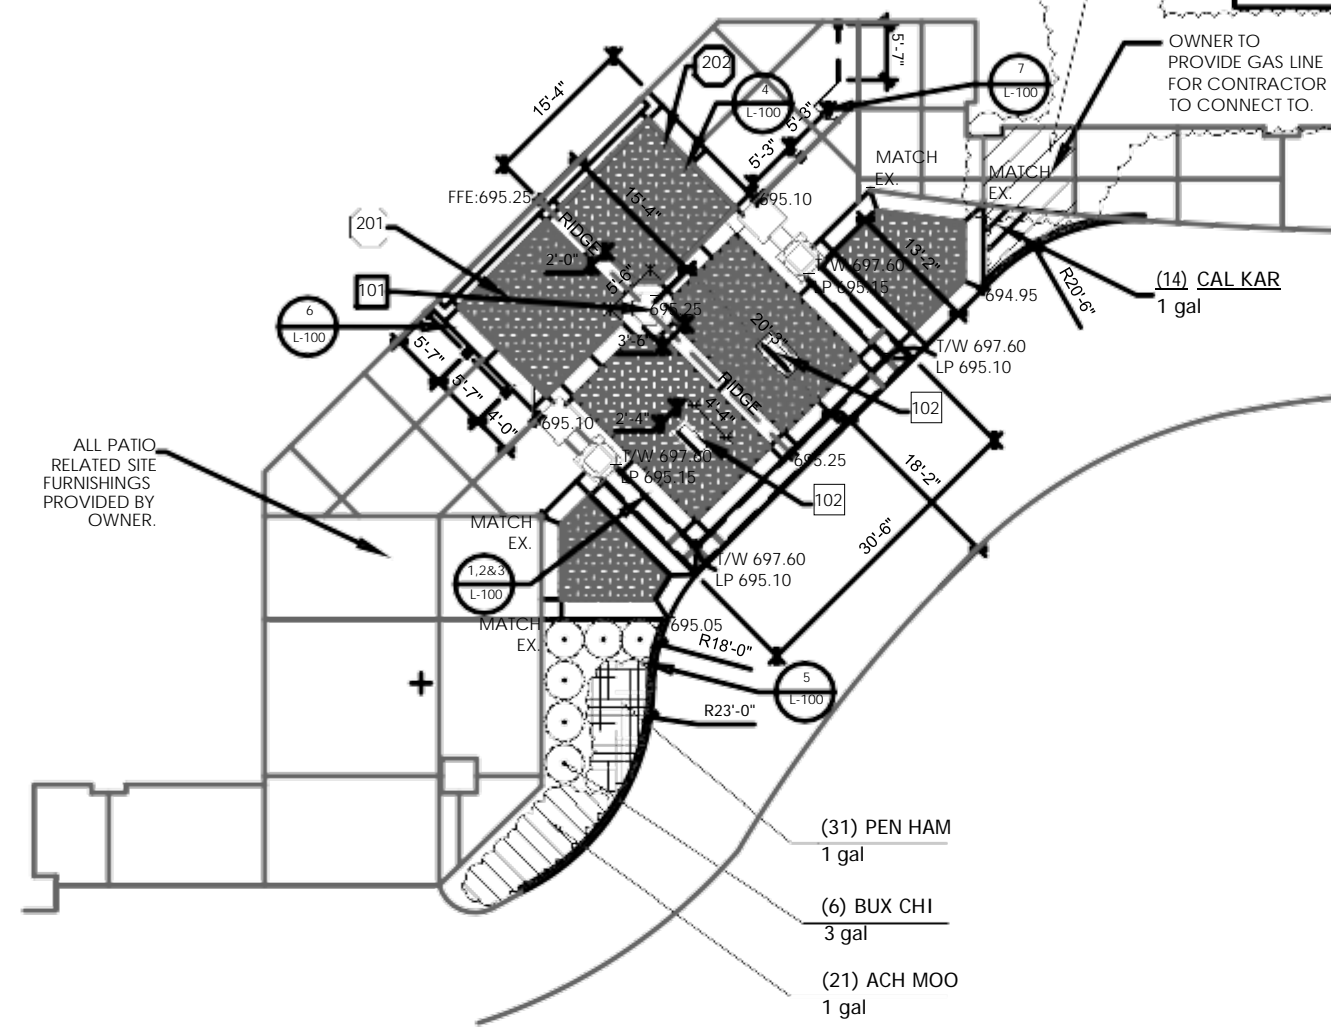 OWNER TO
PROVIDE GAS LINE
FOR CONTRACTOR
TO CONNECT TO.
5'-7"
202
7
L-100
4
L-100
15'-4"
5'-3"
5'-3"
MATCH
EX.
MATCH
EX.
FFE:695.25
15'-4"
695.10
201
RIDGE
2'-0"
5'-6"
13'-2"
T/W 697.60
LP 695.15
R20'-6"
(14) CAL KAR
1 gal
694.95
101
6
L-100
695.25
3'-6"
20'-3"
T/W 697.60
LP 695.10
5'-7"
5'-7"
4'-0"
RIDGE
102
2'-4"
4'-4"
695.10
695.25
T/W 697.60
LP 695.15
ALL PATIO
RELATED SITE
FURNISHINGS
PROVIDED BY
OWNER.
102
18'-2"
30'-6"
MATCH
EX.
1,2&3
L-100
T/W 697.60
LP 695.10
MATCH
EX.
695.05
R18'-0"
5
L-100
R23'-0"
(31) PEN HAM
1 gal
(6) BUX CHI
3 gal
(21) ACH MOO
1 gal